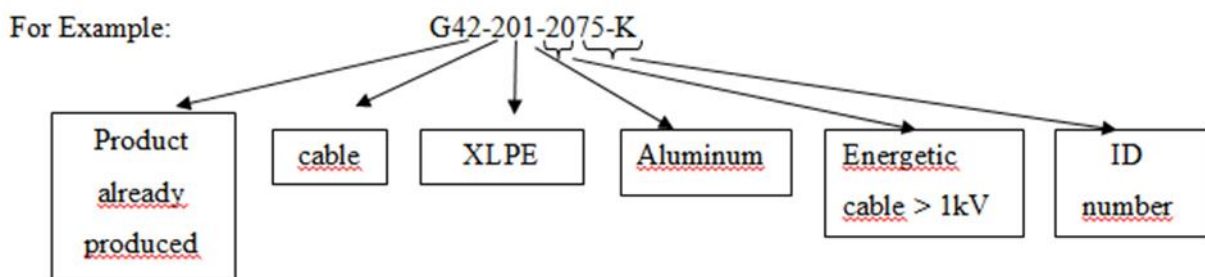 For Example: G42-201-2075-K
Product
already
produced
cable
XLPE
Aluminum
Energetic
cable > 1kV
ID
number